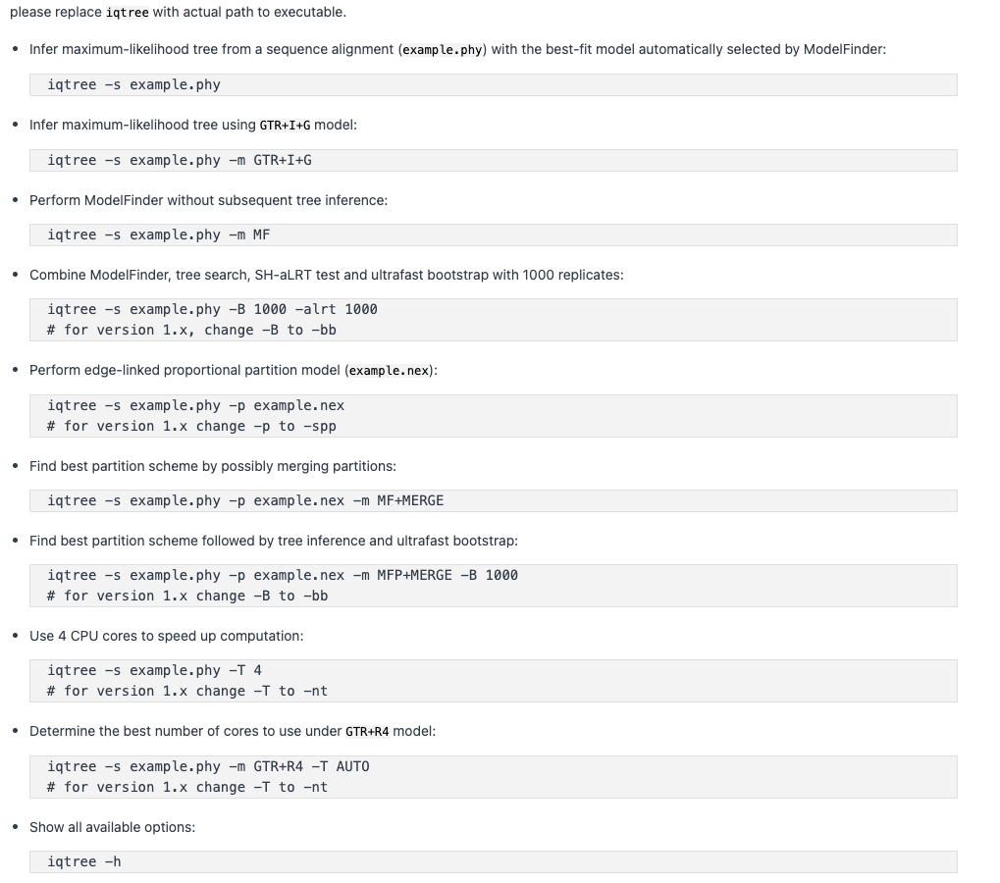 please replace iqtree with actual path to executable.
• Infer maximum-likelihood tree from a sequence alignment (example.phy) with the best-fit model automatically selected by ModelFinder:
iqtree -s example.phy
• Infer maximum-likelihood tree using GTR+I+G model:
iqtree -s example.phy -m GTR+I+G
• Perform ModelFinder without subsequent tree inference:
iqtree -s example.phy -m MF
• Combine ModelFinder, tree search, SH-aLRT test and ultrafast bootstrap with 1000 replicates:
iqtree -s example.phy -B 1000 -alrt 1000
# for version 1.x, change -B to -bb
• Perform edge-linked proportional partition model (example.nex):
iqtree -s example.phy -p example.nex
# for version 1.x change -p to -spp
• Find best partition scheme by possibly merging partitions:
iqtree -s example.phy -p example.nex -m MF+MERGE
• Find best partition scheme followed by tree inference and ultrafast bootstrap:
iqtree -s example.phy -p example.nex -m MFP+MERGE -B 1000
# for version 1.x change -B to -bb
• Use 4 CPU cores to speed up computation:
iqtree -s example.phy -T 4
# for version 1.x change -T to -nt
• Determine the best number of cores to use under GTR+R4 model:
iqtree -s example.phy -m GTR+R4 -T AUTO
# for version 1.x change -T to -nt
• Show all available options:
iqtree -h